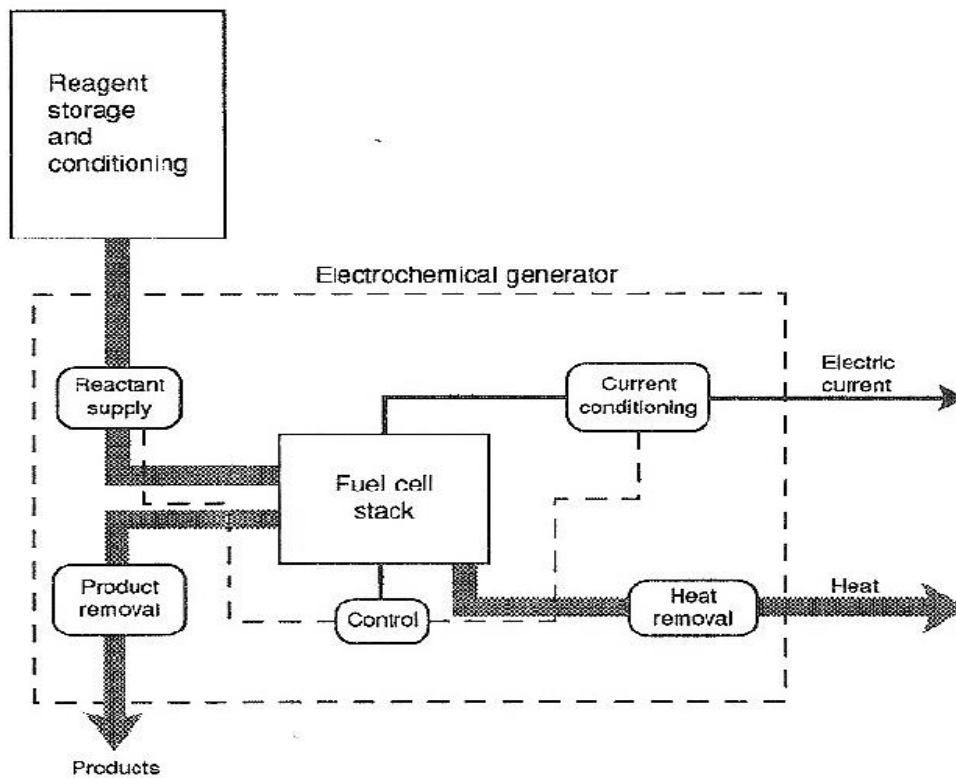 Reagent
storage
and
conditioning
Electrochemical generator
Reactant
supply
Current
conditioning
Electric
current
Fuel cell
stack
Product
removal
Control
Heat
removal
Heat
Products